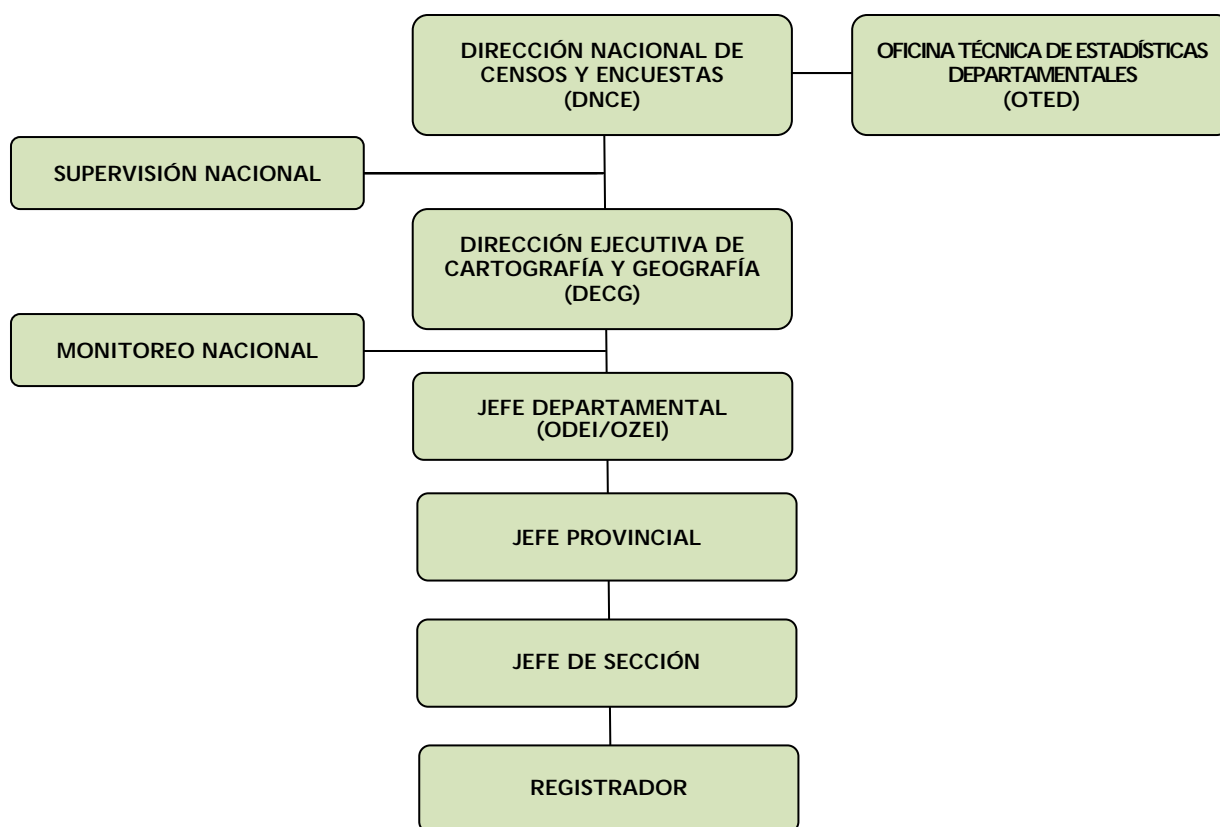 DIRECCIÓN NACIONAL DE
CENSOS Y ENCUESTAS
(DNCE)
OFICINA TÉCNICA DE ESTADÍSTICAS
DEPARTAMENTALES
(OTED)
SUPERVISIÓN NACIONAL
DIRECCIÓN EJECUTIVA DE
CARTOGRAFÍA Y GEOGRAFÍA
(DECG)
MONITOREO NACIONAL
JEFE DEPARTAMENTAL
(ODEI/OZEI)
JEFE PROVINCIAL
JEFE DE SECCIÓN
REGISTRADOR